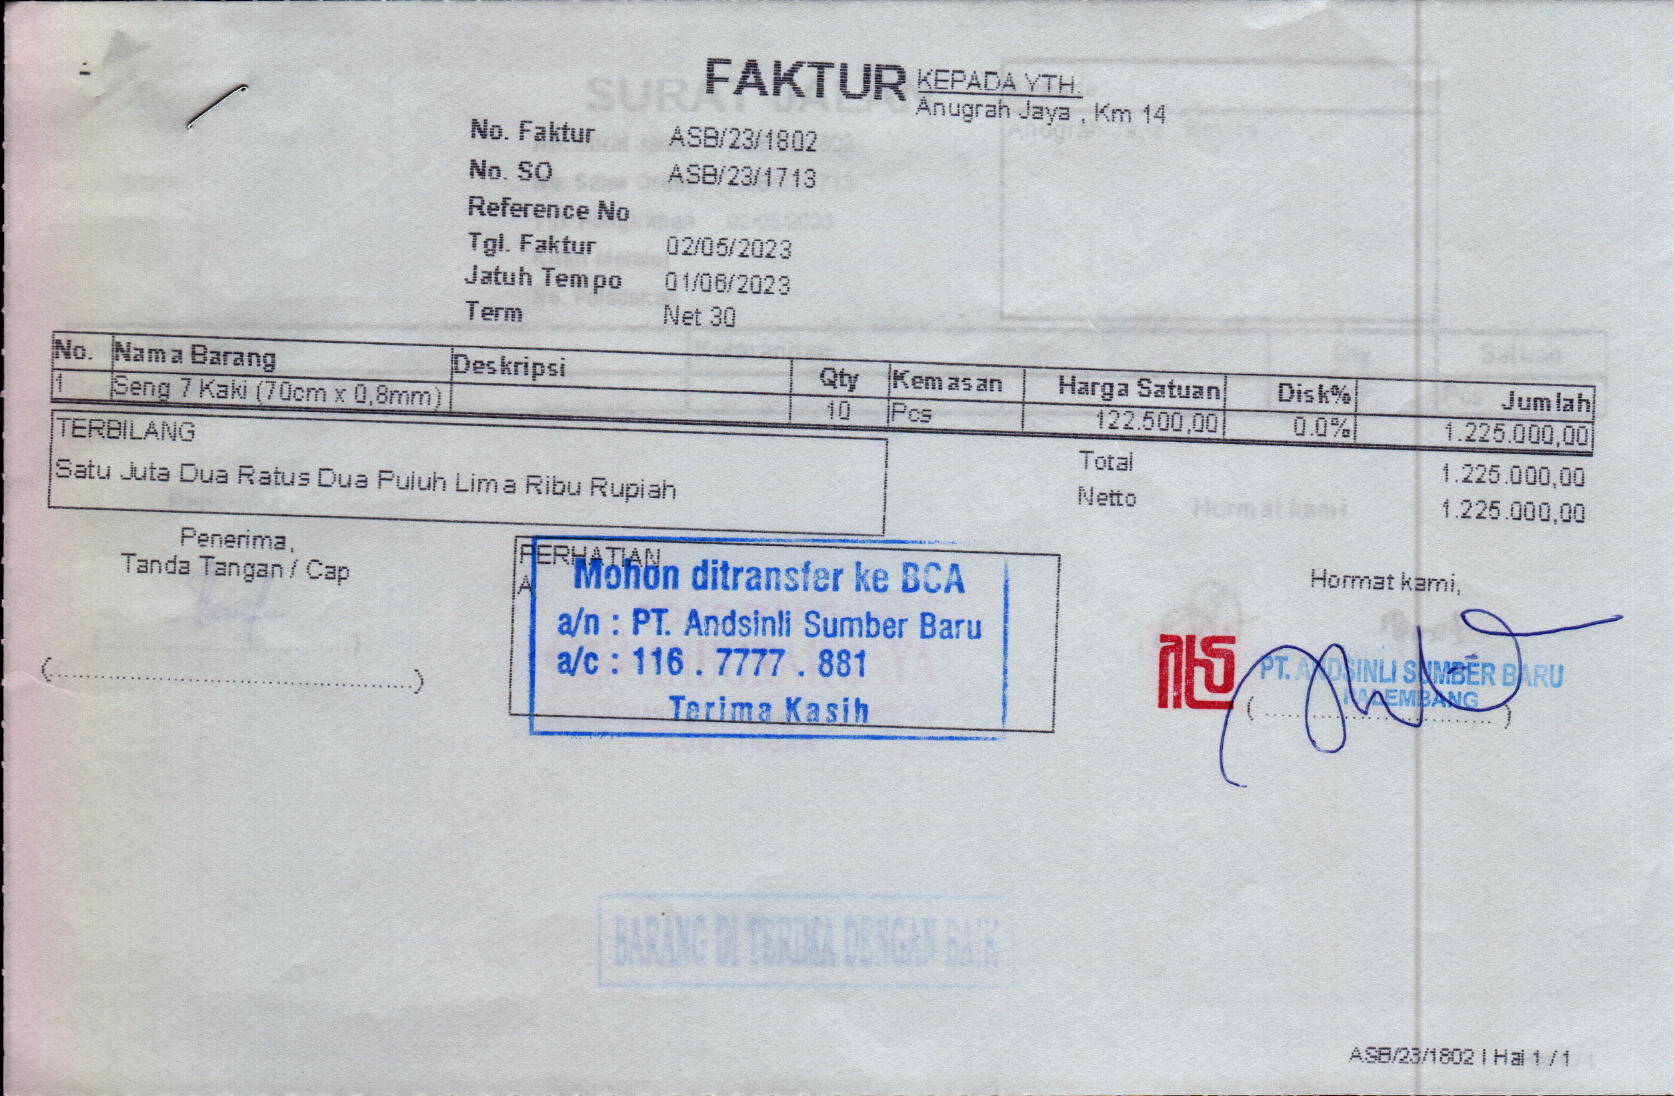 FAKTUR
KEPADA YTH.
Anugrah Jaya , Km 14
No. Faktur ASB/23/1802
No. SO ASB/23/1713
Reference No
Tgl. Faktur 02/05/2023
Jatuh Tempo 01/06/2023
Term Net 30
No. Nama Barang Deskripsi Qty Kemasan Harga Satuan Disk% Jumlah
1 Seng 7 Kaki (70cm x 0,8mm) 10 Pcs 122.500,00 0.0% 1.225.000,00
TERBILANG
Satu Juta Dua Ratus Dua Puluh Lima Ribu Rupiah
Total 1.225.000,00
Netto 1.225.000,00
Penerima,
Tanda Tangan / Cap
(....................................................)
PERHATIAN
A
Mohon ditransfer ke BCA
a/n : PT. Andsinli Sumber Baru
a/c : 116 . 7777 . 881
Terima Kasih
Hormat kami,
PT. ANDSINLI SUMBER BARU
PALEMBANG
(....................................)
BARANG DI TERIMA DENGAN BAIK
ASB/23/1802 | Hal 1 / 1